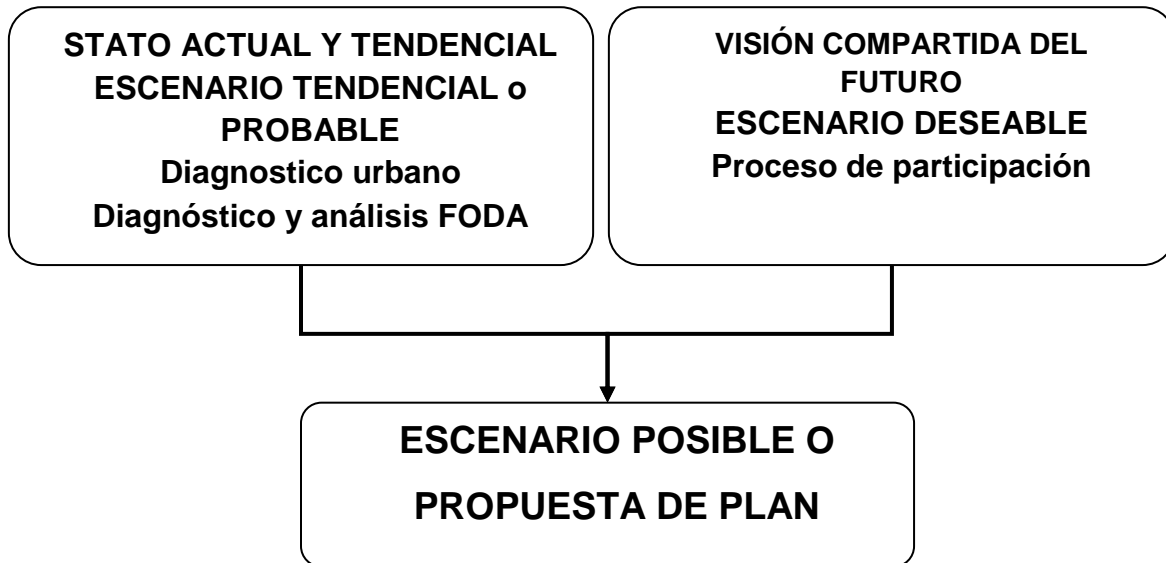 STATO ACTUAL Y TENDENCIAL
ESCENARIO TENDENCIAL o
PROBABLE
Diagnostico urbano
Diagnóstico y análisis FODA
VISIÓN COMPARTIDA DEL
FUTURO
ESCENARIO DESEABLE
Proceso de participación
ESCENARIO POSIBLE O
PROPUESTA DE PLAN